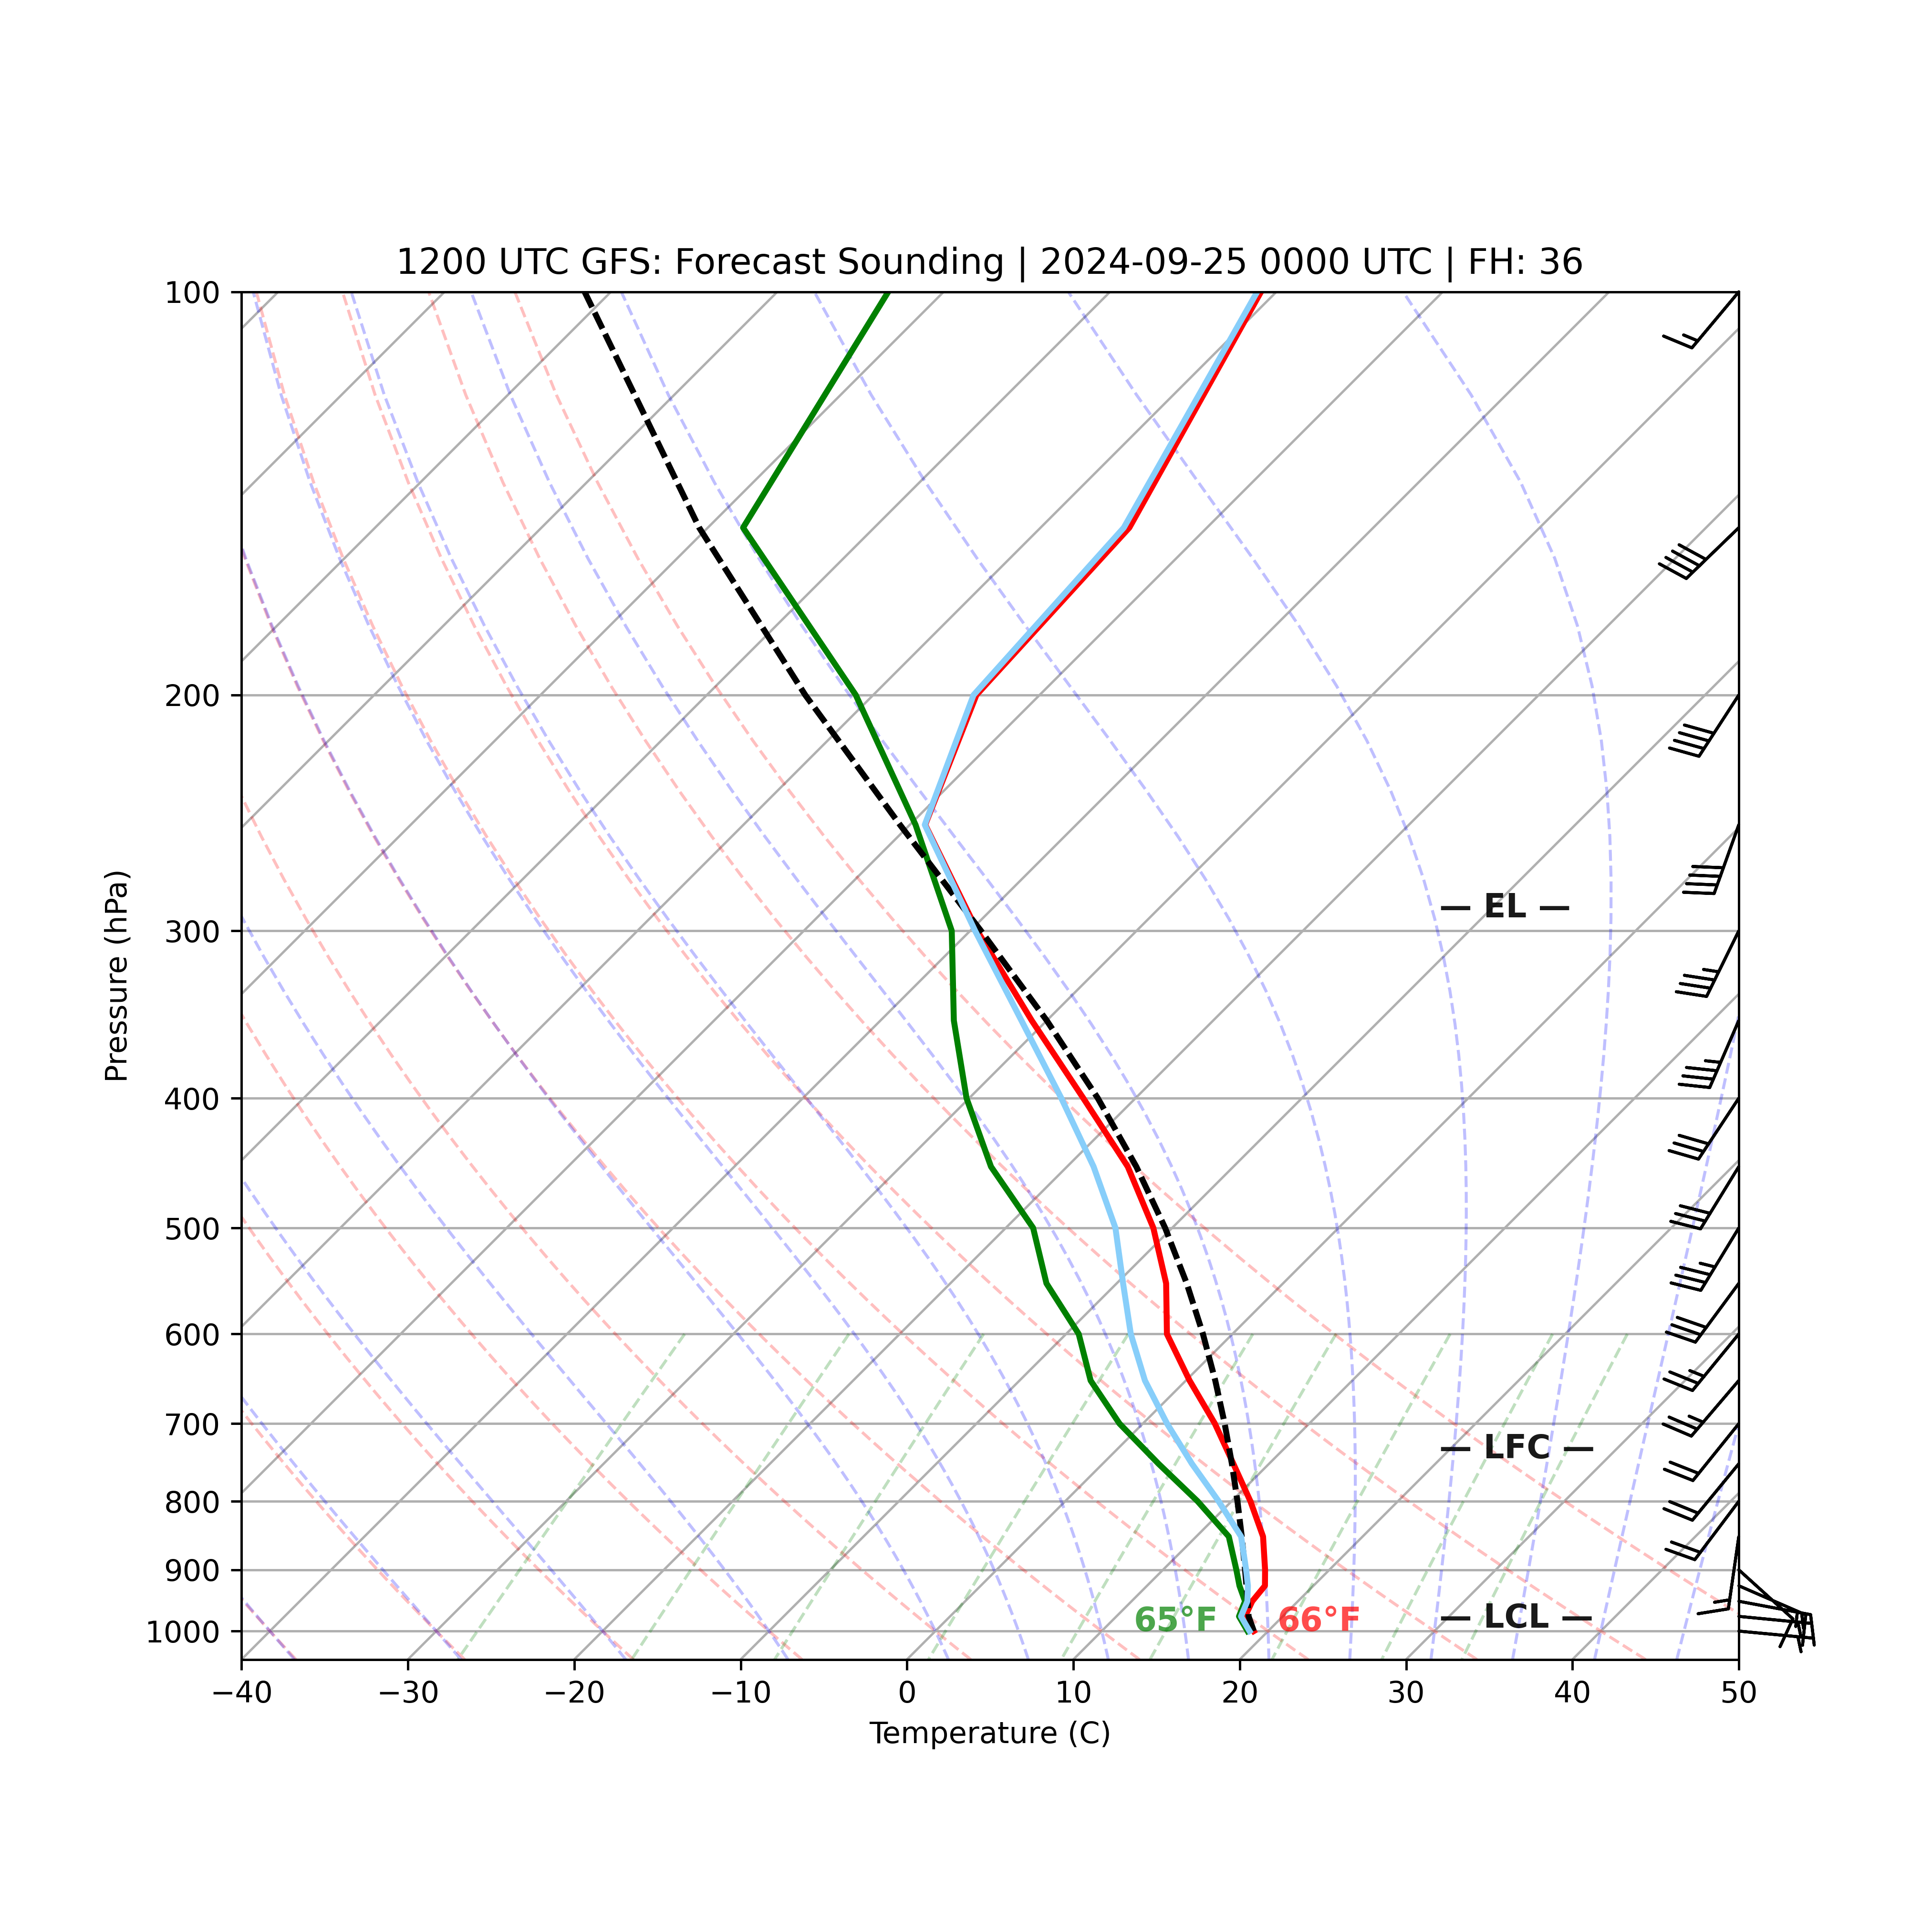 1200 UTC GFS: Forecast Sounding | 2024-09-25 0000 UTC | FH: 36
100
200
300
400
500
600
700
800
900
1000
Pressure (hPa)
— EL —
— LFC —
— LCL —
65°F
66°F
−40 −30 −20 −10 0 10 20 30 40 50
Temperature (C)